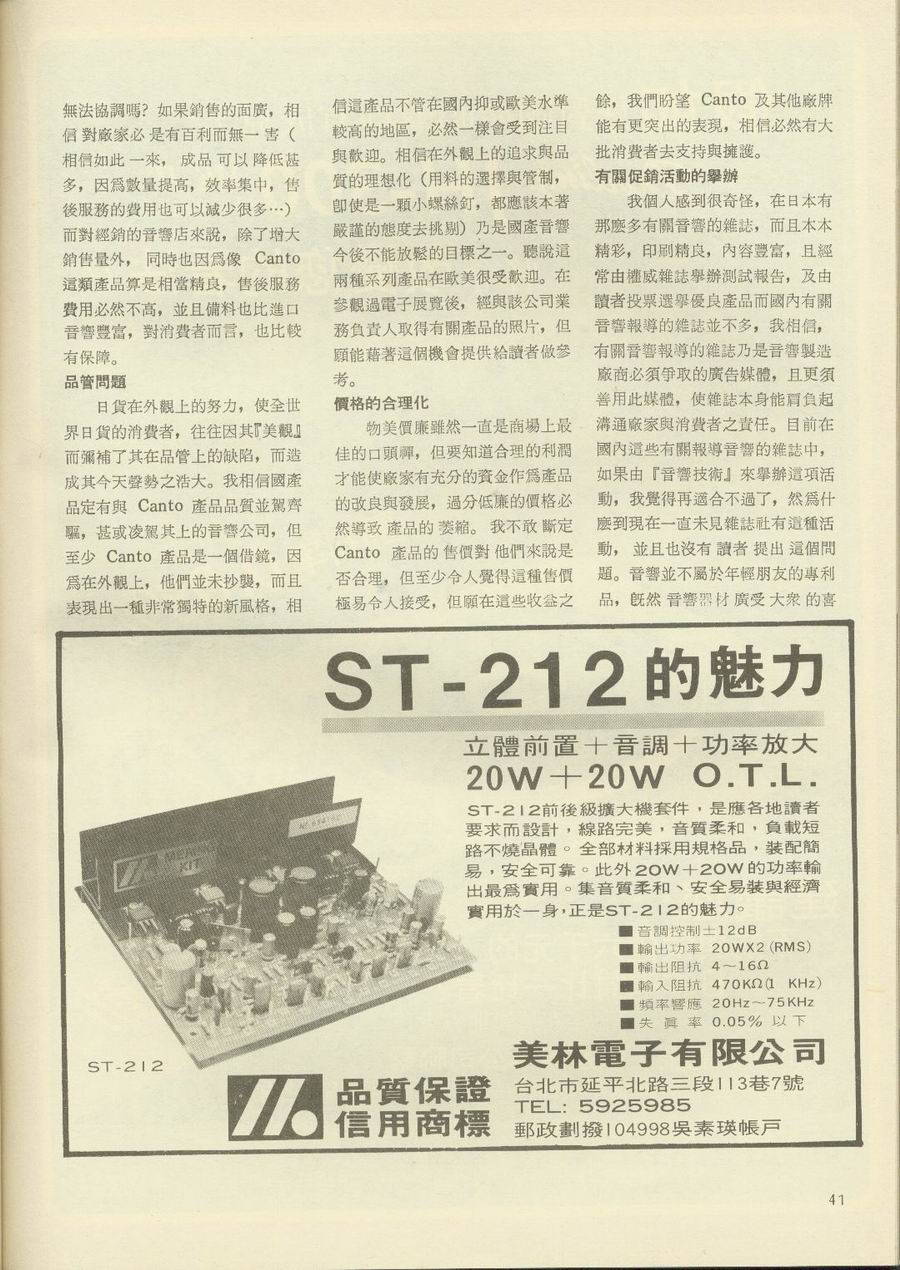 無法協調嗎？如果銷售的面廣，相
信對廠家必是有百利而無一害（
相信如此一來，成品可以降低甚
多，因爲數量提高，效率集中，售
後服務的費用也可以減少很多…）
而對經銷的音響店來說，除了增大
銷售量外，同時也因爲像 Canto
這類產品算是相當精良，售後服務
費用必然不高，並且備料也比進口
音響豐富，對消費者而言，也比較
有保障。
品管問題
日貨在外觀上的努力，使全世
界日貨的消費者，往往因其『美觀』
而彌補了其在品管上的缺陷，而造
成其今天聲勢之浩大。我相信國產
品定有與 Canto 產品品質並駕齊
驅，甚或凌駕其上的音響公司，但
至少 Canto 產品是一個借鏡，因
爲在外觀上，他們並未抄襲，而且
表現出一種非常獨特的新風格，相
信這產品不管在國內抑或歐美水準
較高的地區，必然一樣會受到注目
與歡迎。相信在外觀上的追求與品
質的理想化（用料的選擇與管制，
卽使是一顆小螺絲釘，都應該本著
嚴謹的態度去挑剔）乃是國產音響
今後不能放鬆的目標之一。聽說這
兩種系列產品在歐美很受歡迎。在
參觀過電子展覽後，經與該公司業
務負責人取得有關產品的照片，但
願能藉著這個機會提供給讀者做參
考。
價格的合理化
物美價廉雖然一直是商場上最
佳的口頭禪，但要知道合理的利潤
才能使廠家有充分的資金作爲產品
的改良與發展，過分低廉的價格必
然導致產品的萎縮。我不敢斷定
Canto 產品的售價對他們來說是
否合理，但至少令人覺得這種售價
極易令人接受，但願在這些收益之
餘，我們盼望 Canto 及其他廠牌
能有更突出的表現，相信必然有大
批消費者去支持與擁護。
有關促銷活動的舉辦
我個人感到很奇怪，在日本有
那麽多有關音響的雜誌，而且本本
精彩，印刷精良，內容豐富，且經
常由權威雜誌舉辦測試報告，及由
讀者投票選舉優良產品而國內有關
音響報導的雜誌並不多，我相信，
有關音響報導的雜誌乃是音響製造
廠商必須爭取的廣告媒體，且更須
善用此媒體，使雜誌本身能肩負起
溝通廠家與消費者之責任。目前在
國內這些有關報導音響的雜誌中，
如果由『音響技術』來舉辦這項活
動，我覺得再適合不過了，然爲什
麽到現在一直未見雜誌社有這種活
動，並且也沒有讀者提出這個問
題。音響並不屬於年輕朋友的專利
品，旣然音響器材廣受大衆的喜
ST-212的魅力
立體前置＋音調＋功率放大
20W＋20W O.T.L.
ST-212前後級擴大機套件，是應各地讀者
要求而設計，線路完美，音質柔和，負載短
路不燒晶體。全部材料採用規格品，裝配簡
易，安全可靠。此外20W＋20W的功率輸
出最爲實用。集音質柔和、安全易裝與經濟
實用於一身，正是ST-212的魅力。
■音調控制±12dB
■輸出功率 20WX2(RMS)
■輸出阻抗 4～16Ω
■輸入阻抗 470KΩ(1 KHz)
■頻率響應 20Hz～75KHz
■失眞率 0.05％以下
KIT
ST-212
品質保證
信用商標
美林電子有限公司
台北市延平北路三段113巷7號
TEL: 5925985
郵政劃撥104998吳素瑛帳戶
41